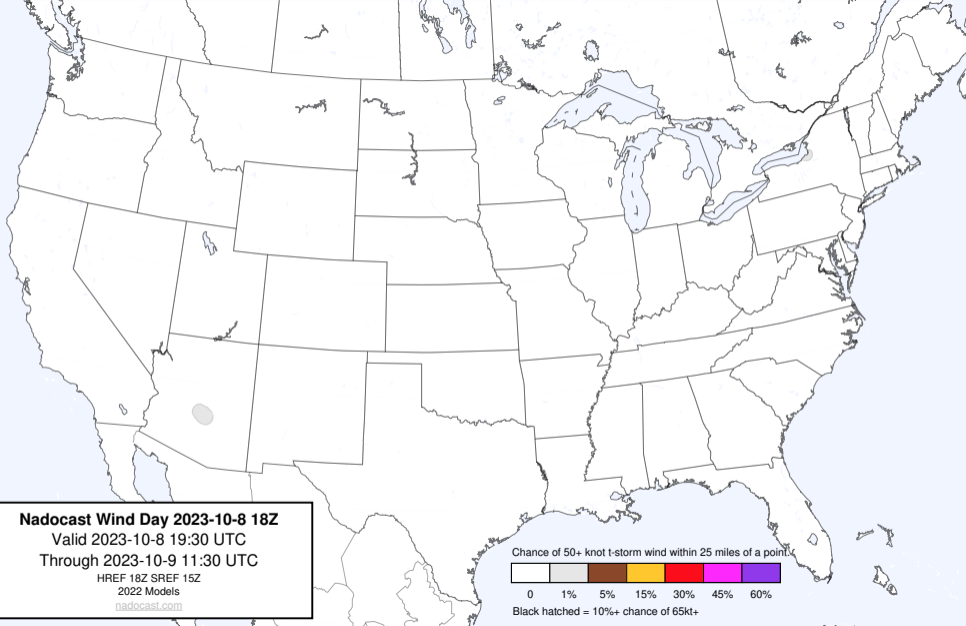 Nadocast Wind Day 2023-10-8 18Z
Valid 2023-10-8 19:30 UTC
Through 2023-10-9 11:30 UTC
HREF 18Z SREF 15Z
2022 Models
nadocast.com
Chance of 50+ knot t-storm wind within 25 miles of a point.
0 1% 5% 15% 30% 45% 60%
Black hatched = 10%+ chance of 65kt+